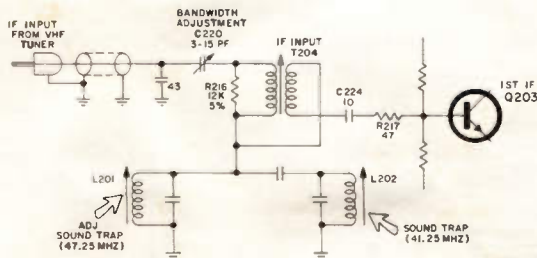 IF INPUT
FROM VHF
TUNER
BANDWIDTH
ADJUSTMENT
C220
3-15 PF
IF INPUT
T204
43
R216
12K
5%
C224
10
R217
47
1ST IF
Q203
L201
L202
ADJ
SOUND TRAP
(47.25 MHZ)
SOUND TRAP
(41.25 MHZ)